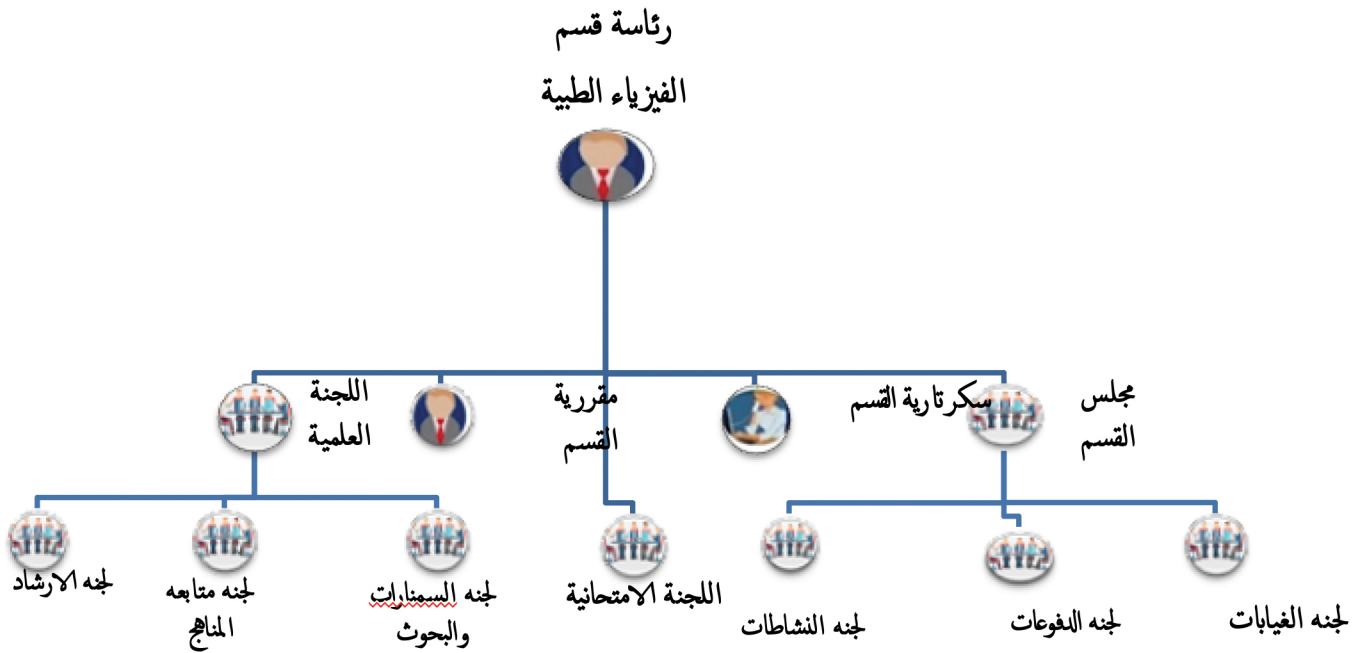 رئاسة قسم
الفيزياء الطبية
مجلس
القسم
سكرتارية القسم
مقررية
القسم
اللجنة
العلمية
لجنه الغيابات
لجنه الدفوعات
لجنه النشاطات
اللجنة الامتحانية
لجنه السمنارات
والبحوث
لجنه متابعه
المناهج
لجنه الارشاد